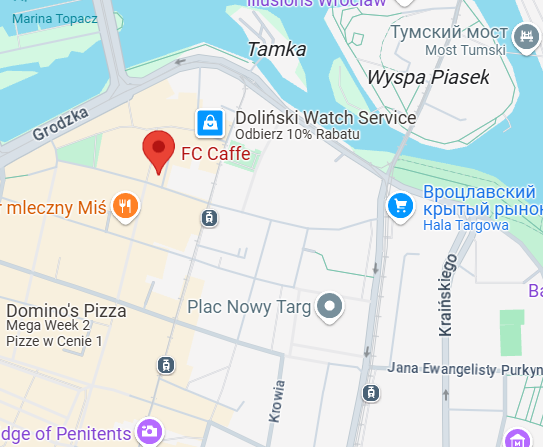 Illusions Wrocław
Marina Topacz
Тумский мост
Most Tumski
Tamka
Wyspa Piasek
Grodzka
Doliński Watch Service
Odbierz 10% Rabatu
FC Caffe
r mleczny Miś
Вроцлавский
крытый рынок
Hala Targowa
Krainskiego
Ba
Plac Nowy Targ
Domino's Pizza
Mega Week 2
Pizze w Cenie 1
Jana Ewangelisty Purkyn
Krowia
dge of Penitents